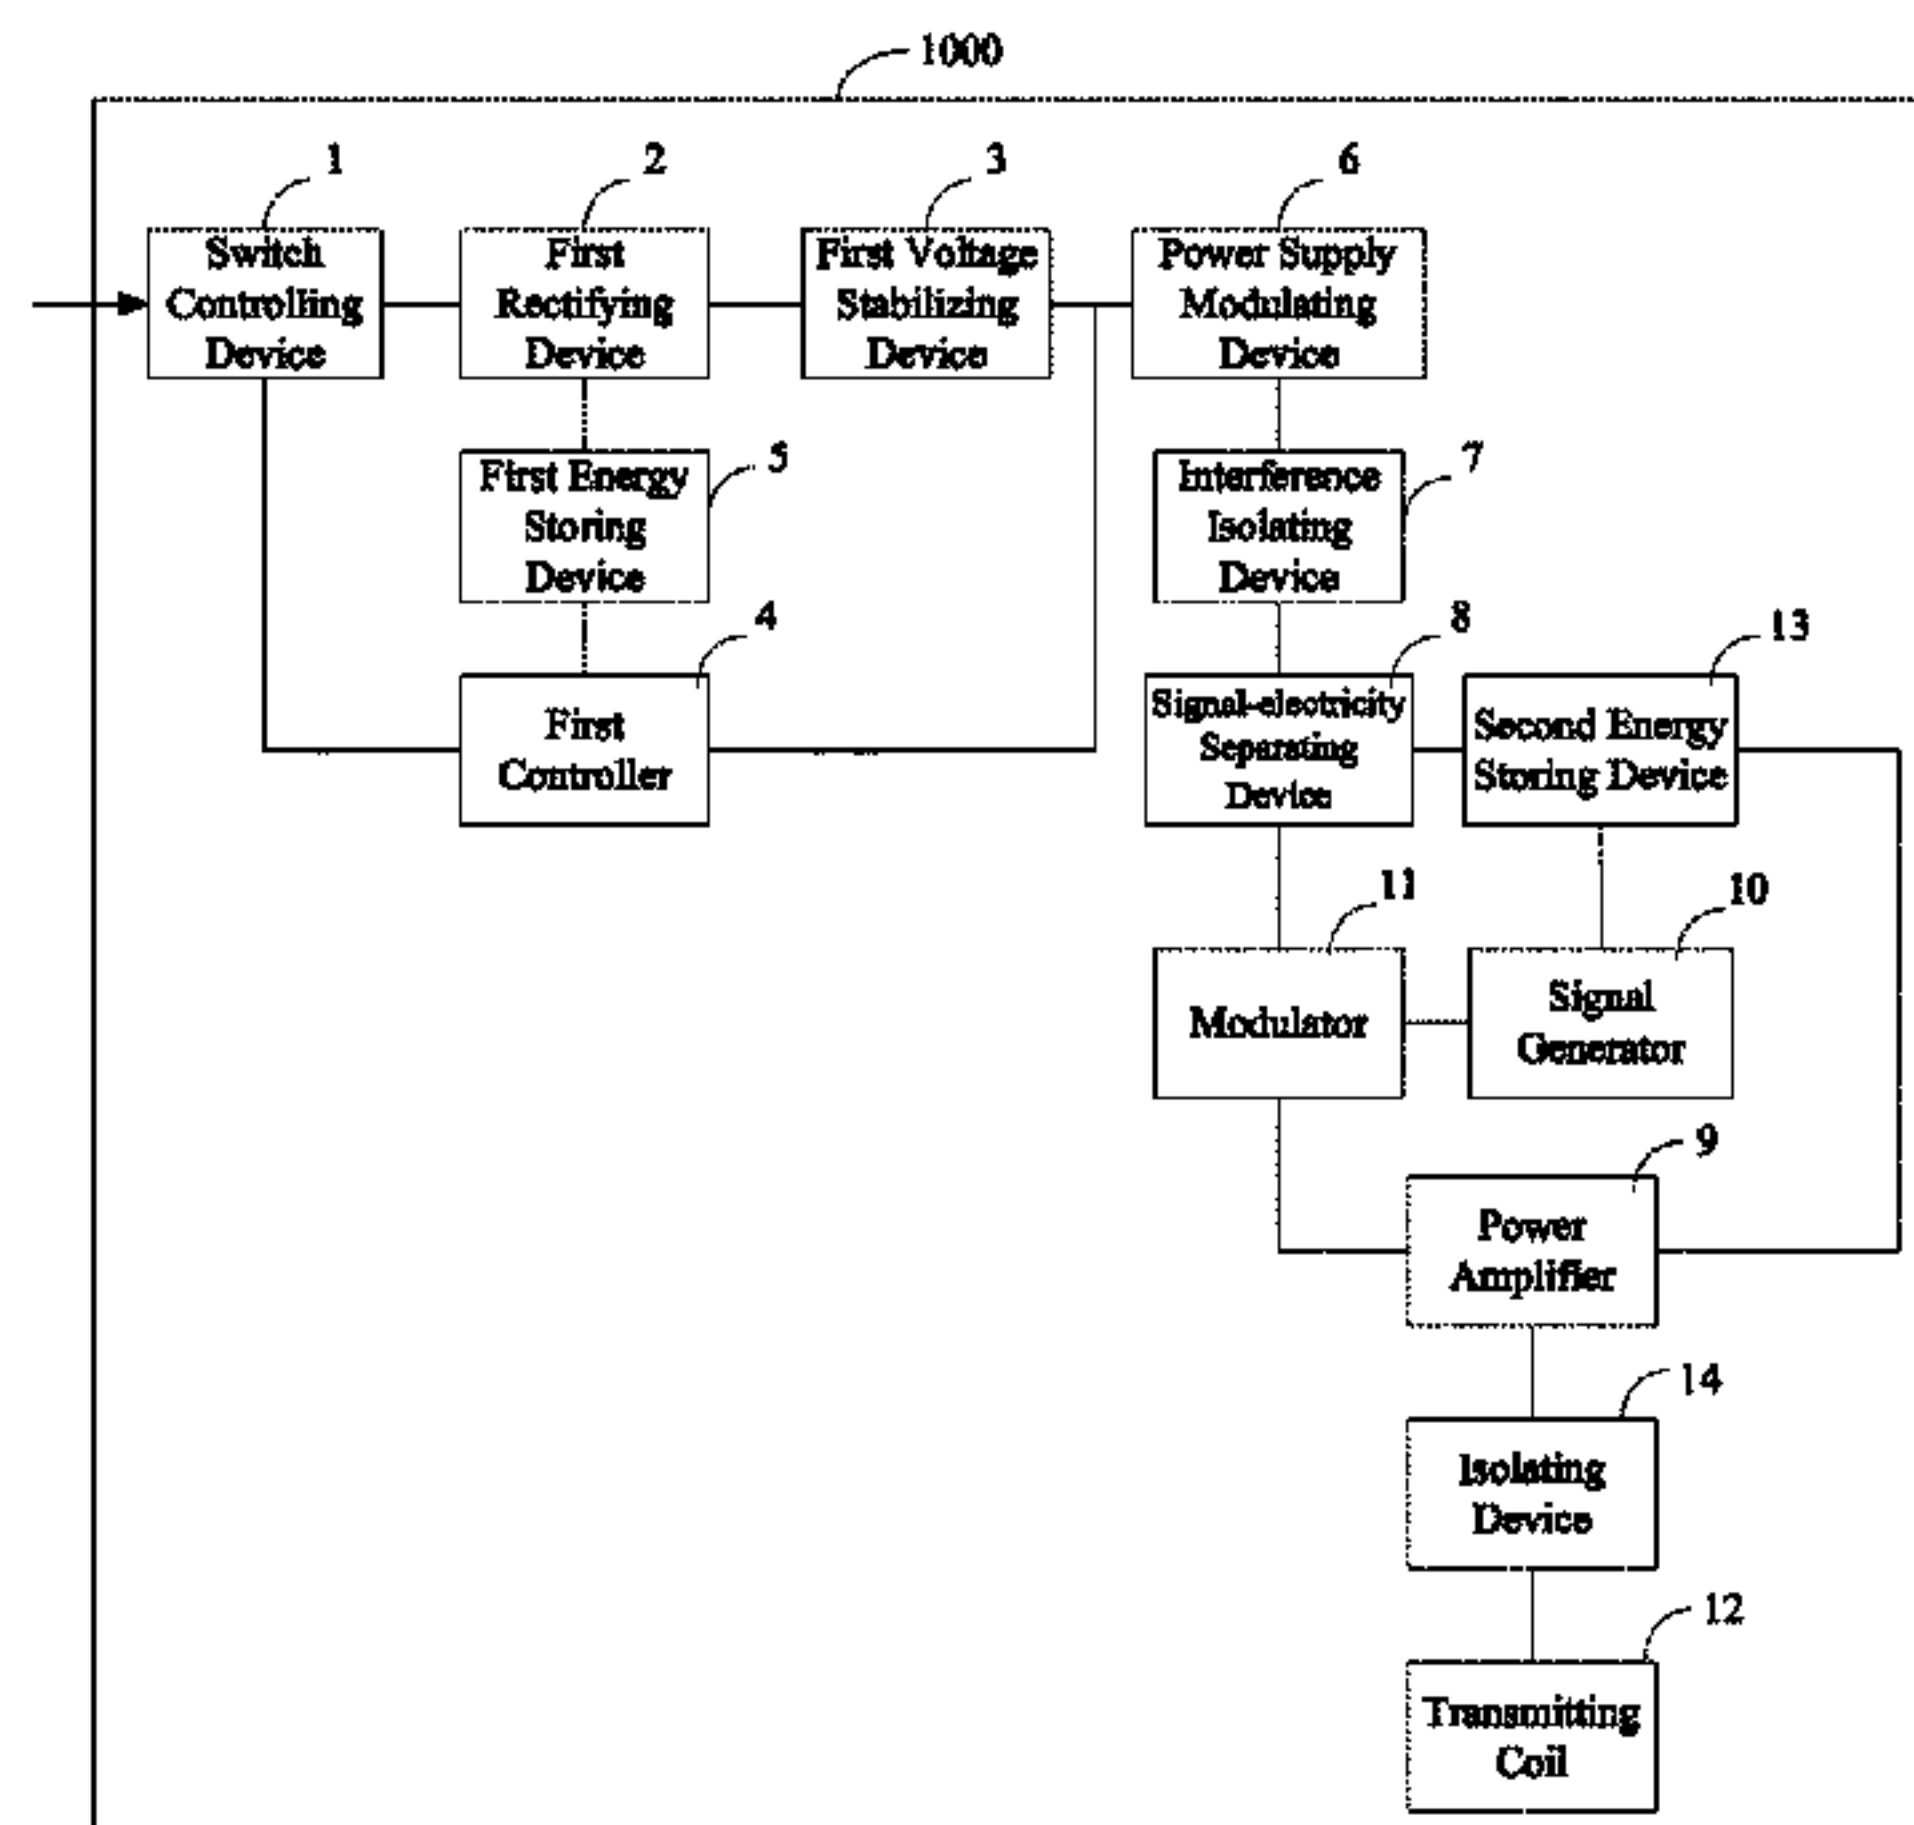 1000
1
2
3
6
Switch
Controlling
Device
First
Rectifying
Device
First Voltage
Stabilizing
Device
Power Supply
Modulating
Device
5
7
First Energy
Storing
Device
Interference
Isolating
Device
4
8
13
First
Controller
Signal-electricity
Separating
Device
Second Energy
Storing Device
11
10
Modulator
Signal
Generator
9
Power
Amplifier
14
Isolating
Device
12
Transmitting
Coil